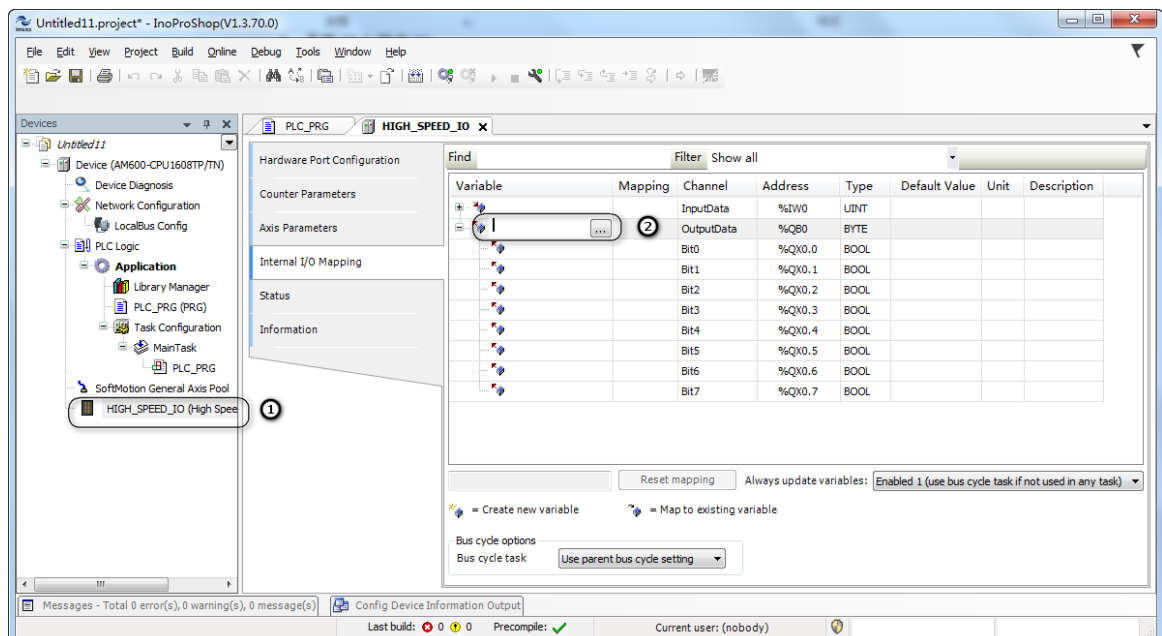 Untitled11.project* - InoProShop(V1.3.70.0)
File Edit View Project Build Online Debug Tools Window Help
Devices
PLC_PRG
HIGH_SPEED_IO
Untitled11
Device (AM600-CPU1608TP/TN)
Device Diagnosis
Network Configuration
LocalBus Config
PLC Logic
Application
Library Manager
PLC_PRG (PRG)
Task Configuration
MainTask
PLC_PRG
SoftMotion General Axis Pool
HIGH_SPEED_IO (High Spee
1
Hardware Port Configuration
Counter Parameters
Axis Parameters
Internal I/O Mapping
Status
Information
Find Filter Show all
Variable Mapping Channel Address Type Default Value Unit Description
InputData %IW0 UINT
... 2 OutputData %QB0 BYTE
Bit0 %QX0.0 BOOL
Bit1 %QX0.1 BOOL
Bit2 %QX0.2 BOOL
Bit3 %QX0.3 BOOL
Bit4 %QX0.4 BOOL
Bit5 %QX0.5 BOOL
Bit6 %QX0.6 BOOL
Bit7 %QX0.7 BOOL
Reset mapping Always update variables: Enabled 1 (use bus cycle task if not used in any task)
= Create new variable = Map to existing variable
Bus cycle options
Bus cycle task Use parent bus cycle setting
Messages - Total 0 error(s), 0 warning(s), 0 message(s) Config Device Information Output
Last build: 0 0 Precompile: Current user: (nobody)